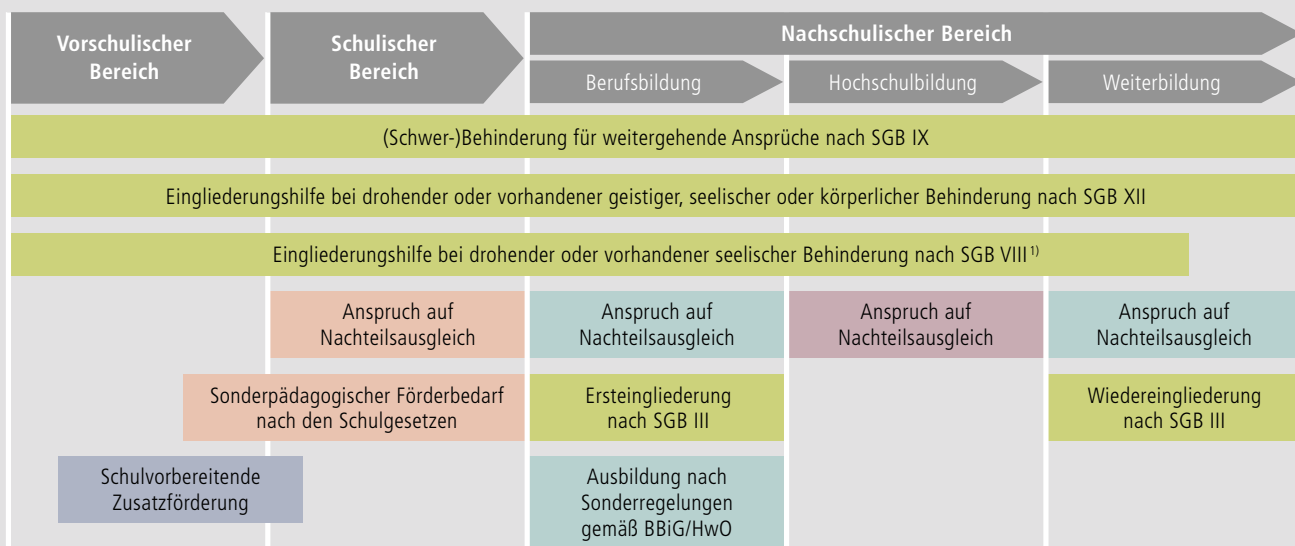 Vorschulischer
Bereich
Schulischer
Bereich
Nachschulischer Bereich
Berufsbildung
Hochschulbildung
Weiterbildung
(Schwer-)Behinderung für weitergehende Ansprüche nach SGB IX
Eingliederungshilfe bei drohender oder vorhandener geistiger, seelischer oder körperlicher Behinderung nach SGB XII
Eingliederungshilfe bei drohender oder vorhandener seelischer Behinderung nach SGB VIII 1)
Anspruch auf
Nachteilsausgleich
Anspruch auf
Nachteilsausgleich
Anspruch auf
Nachteilsausgleich
Anspruch auf
Nachteilsausgleich
Sonderpädagogischer Förderbedarf
nach den Schulgesetzen
Ersteingliederung
nach SGB III
Wiedereingliederung
nach SGB III
Schulvorbereitende
Zusatzförderung
Ausbildung nach
Sonderregelungen
gemäß BBiG/HwO